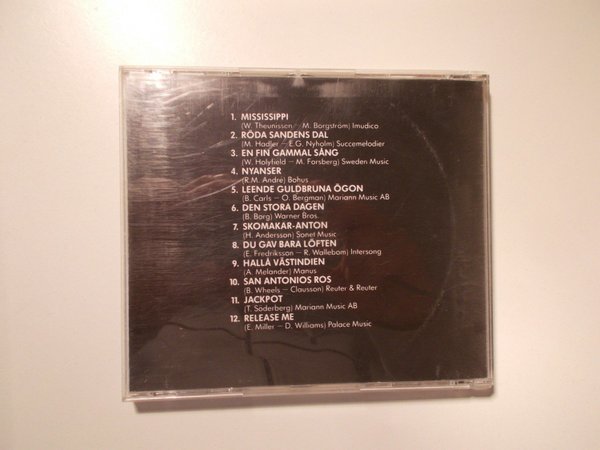 1. MISSISSIPPI
(W. Theunissen – M. Borgström) Imudico
2. RÖDA SANDENS DAL
(M. Hadler – E.G. Nyholm) Succemelodier
3. EN FIN GAMMAL SÅNG
(W. Holyfield – M. Forsberg) Sweden Music
4. NYANSER
(R.M. André) Bohus
5. LEENDE GULDBRUNA ÖGON
(B. Carls – O. Bergman) Mariann Music AB
6. DEN STORA DAGEN
(B. Barg) Warner Bros.
7. SKOMAKAR-ANTON
(H. Andersson) Sonet Music
8. DU GAV BARA LÖFTEN
(E. Fredriksson – R. Wallebom) Intersong
9. HALLÅ VÄSTINDIEN
(A. Melander) Manus
10. SAN ANTONIOS ROS
(B. Wheels – Clausson) Reuter & Reuter
11. JACKPOT
(T. Söderberg) Mariann Music AB
12. RELEASE ME
(E. Miller – D. Williams) Palace Music